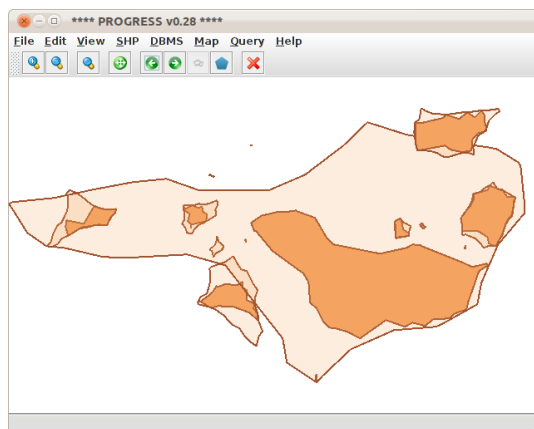 **** PROGRESS v0.28 ****
File Edit View SHP DBMS Map Query Help